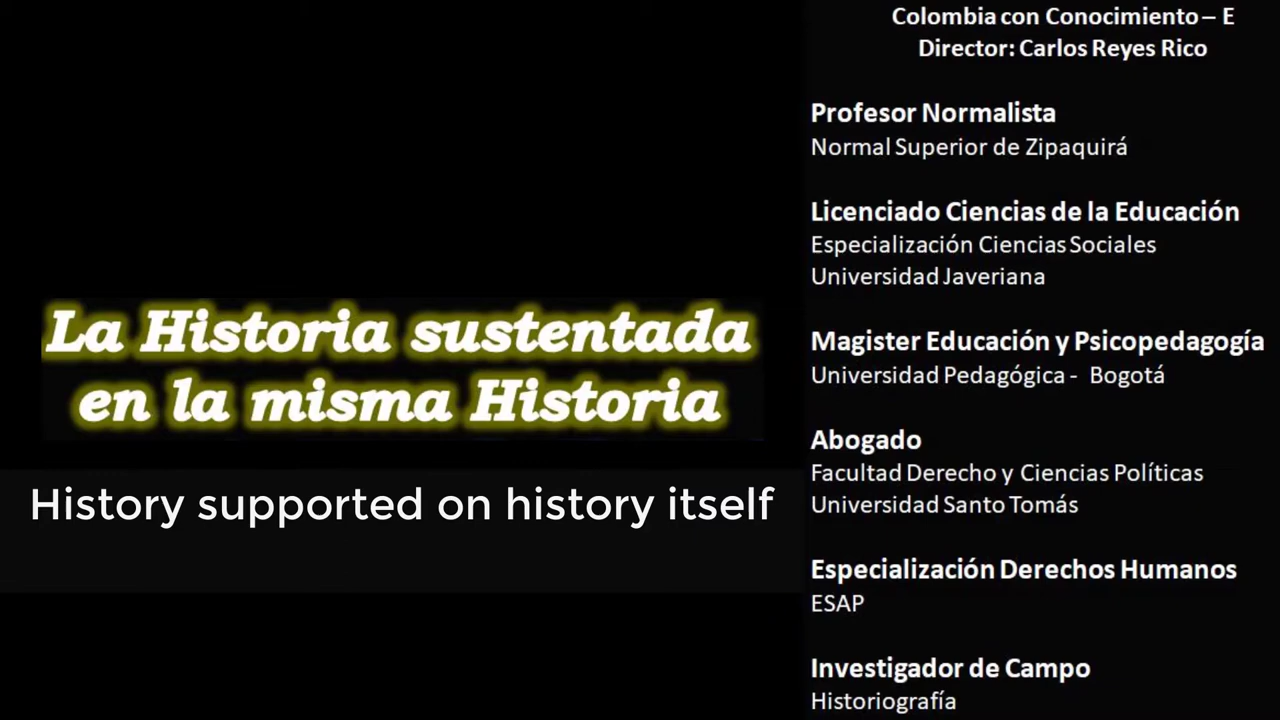 La Historia sustentada
en la misma Historia
History supported on history itself
Colombia con Conocimiento – E
Director: Carlos Reyes Rico
Profesor Normalista
Normal Superior de Zipaquirá
Licenciado Ciencias de la Educación
Especialización Ciencias Sociales
Universidad Javeriana
Magister Educación y Psicopedagogía
Universidad Pedagógica - Bogotá
Abogado
Facultad Derecho y Ciencias Políticas
Universidad Santo Tomás
Especialización Derechos Humanos
ESAP
Investigador de Campo
Historiografía